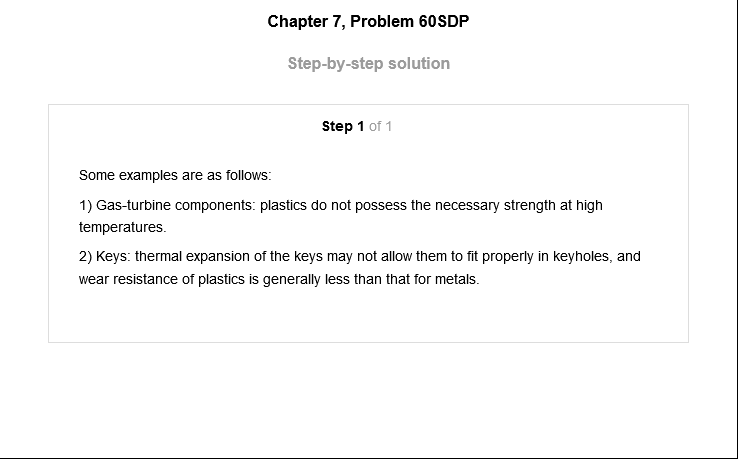 Chapter 7, Problem 60SDP
Step-by-step solution
Step 1 of 1
Some examples are as follows:
1) Gas-turbine components: plastics do not possess the necessary strength at high
temperatures.
2) Keys: thermal expansion of the keys may not allow them to fit properly in keyholes, and
wear resistance of plastics is generally less than that for metals.